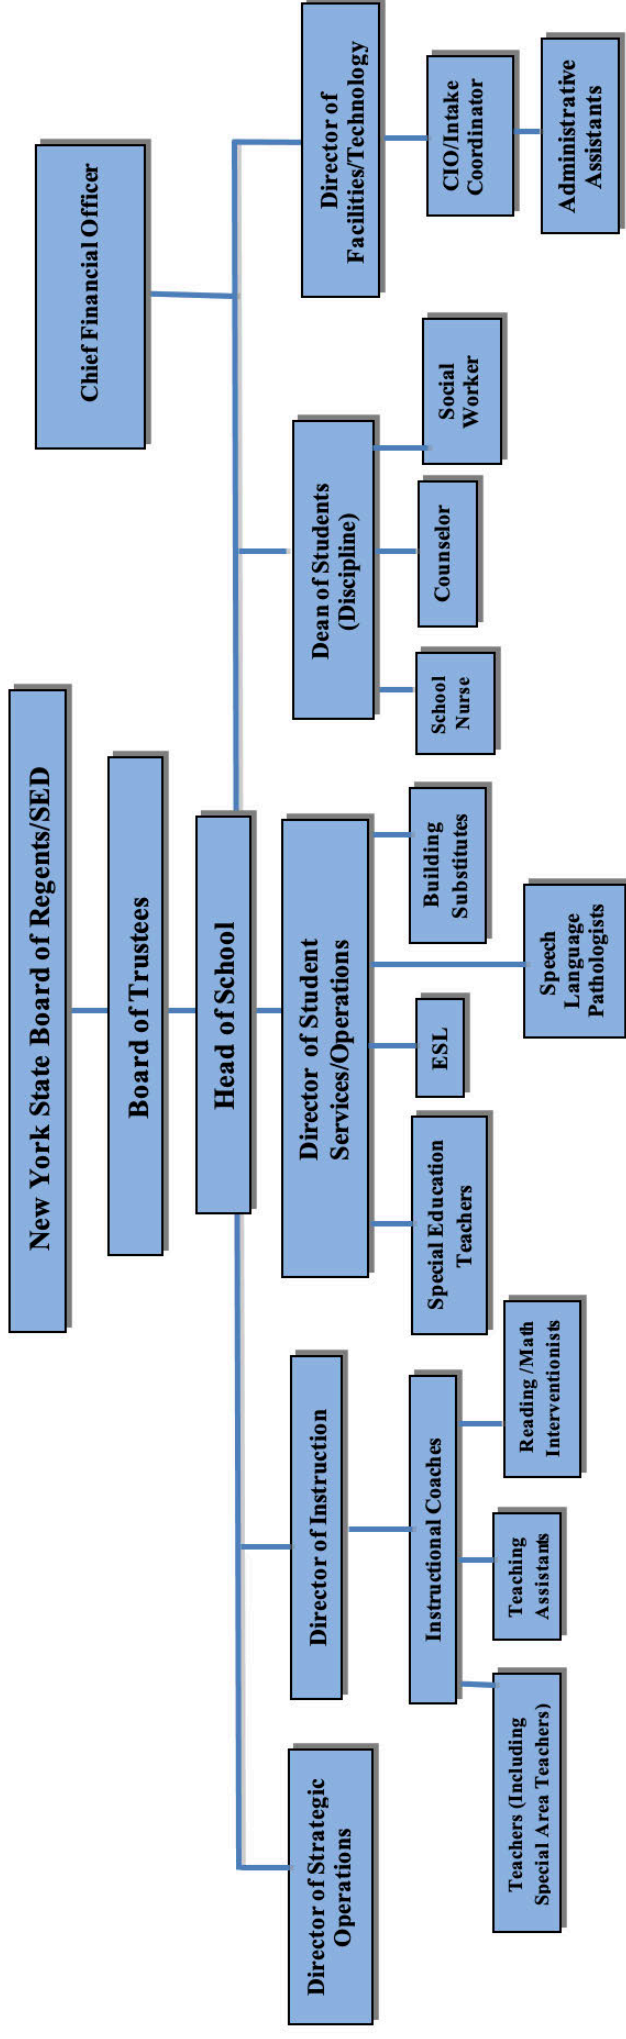 New York State Board of Regents/SED
Board of Trustees
Chief Financial Officer
Head of School
Director of Strategic
Operations
Director of Instruction
Director of Student
Services/Operations
Dean of Students
(Discipline)
Director of
Facilities/Technology
Instructional Coaches
Special Education
Teachers
ESL
Building
Substitutes
School
Nurse
Counselor
Social
Worker
CIO/Intake
Coordinator
Teachers (Including
Special Area Teachers)
Teaching
Assistants
Reading /Math
Interventionists
Speech
Language
Pathologists
Administrative
Assistants